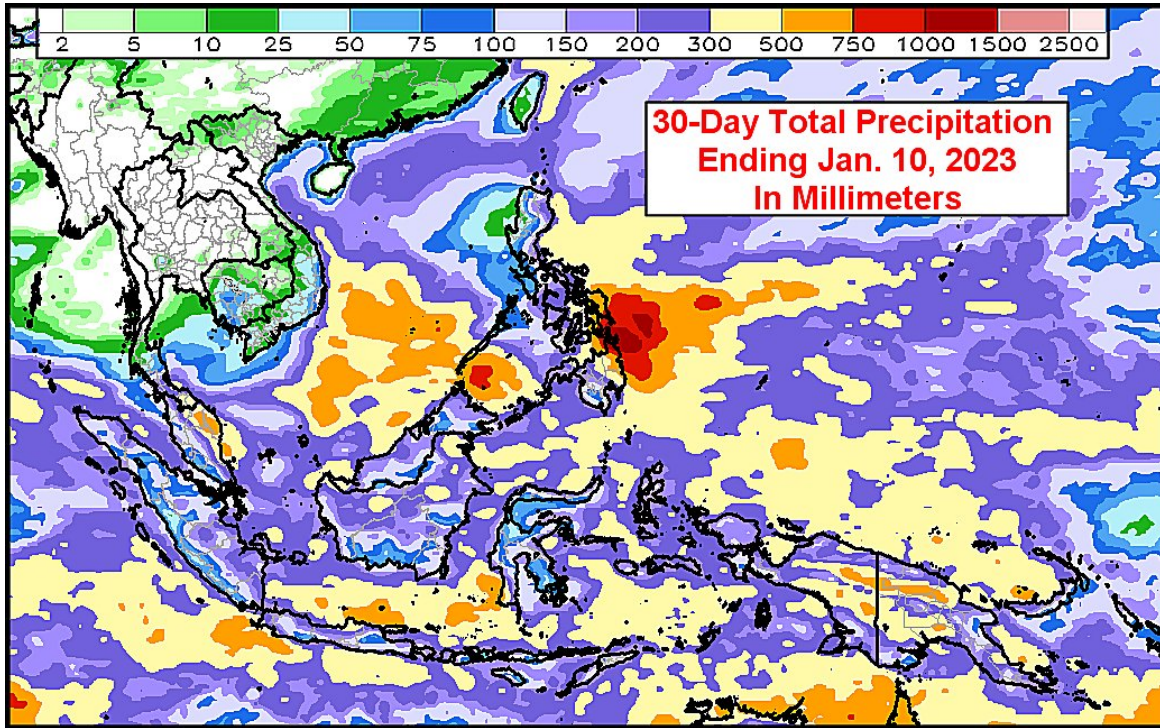 2 5 10 25 50 75 100 150 200 300 500 750 1000 1500 2500
30-Day Total Precipitation
Ending Jan. 10, 2023
In Millimeters